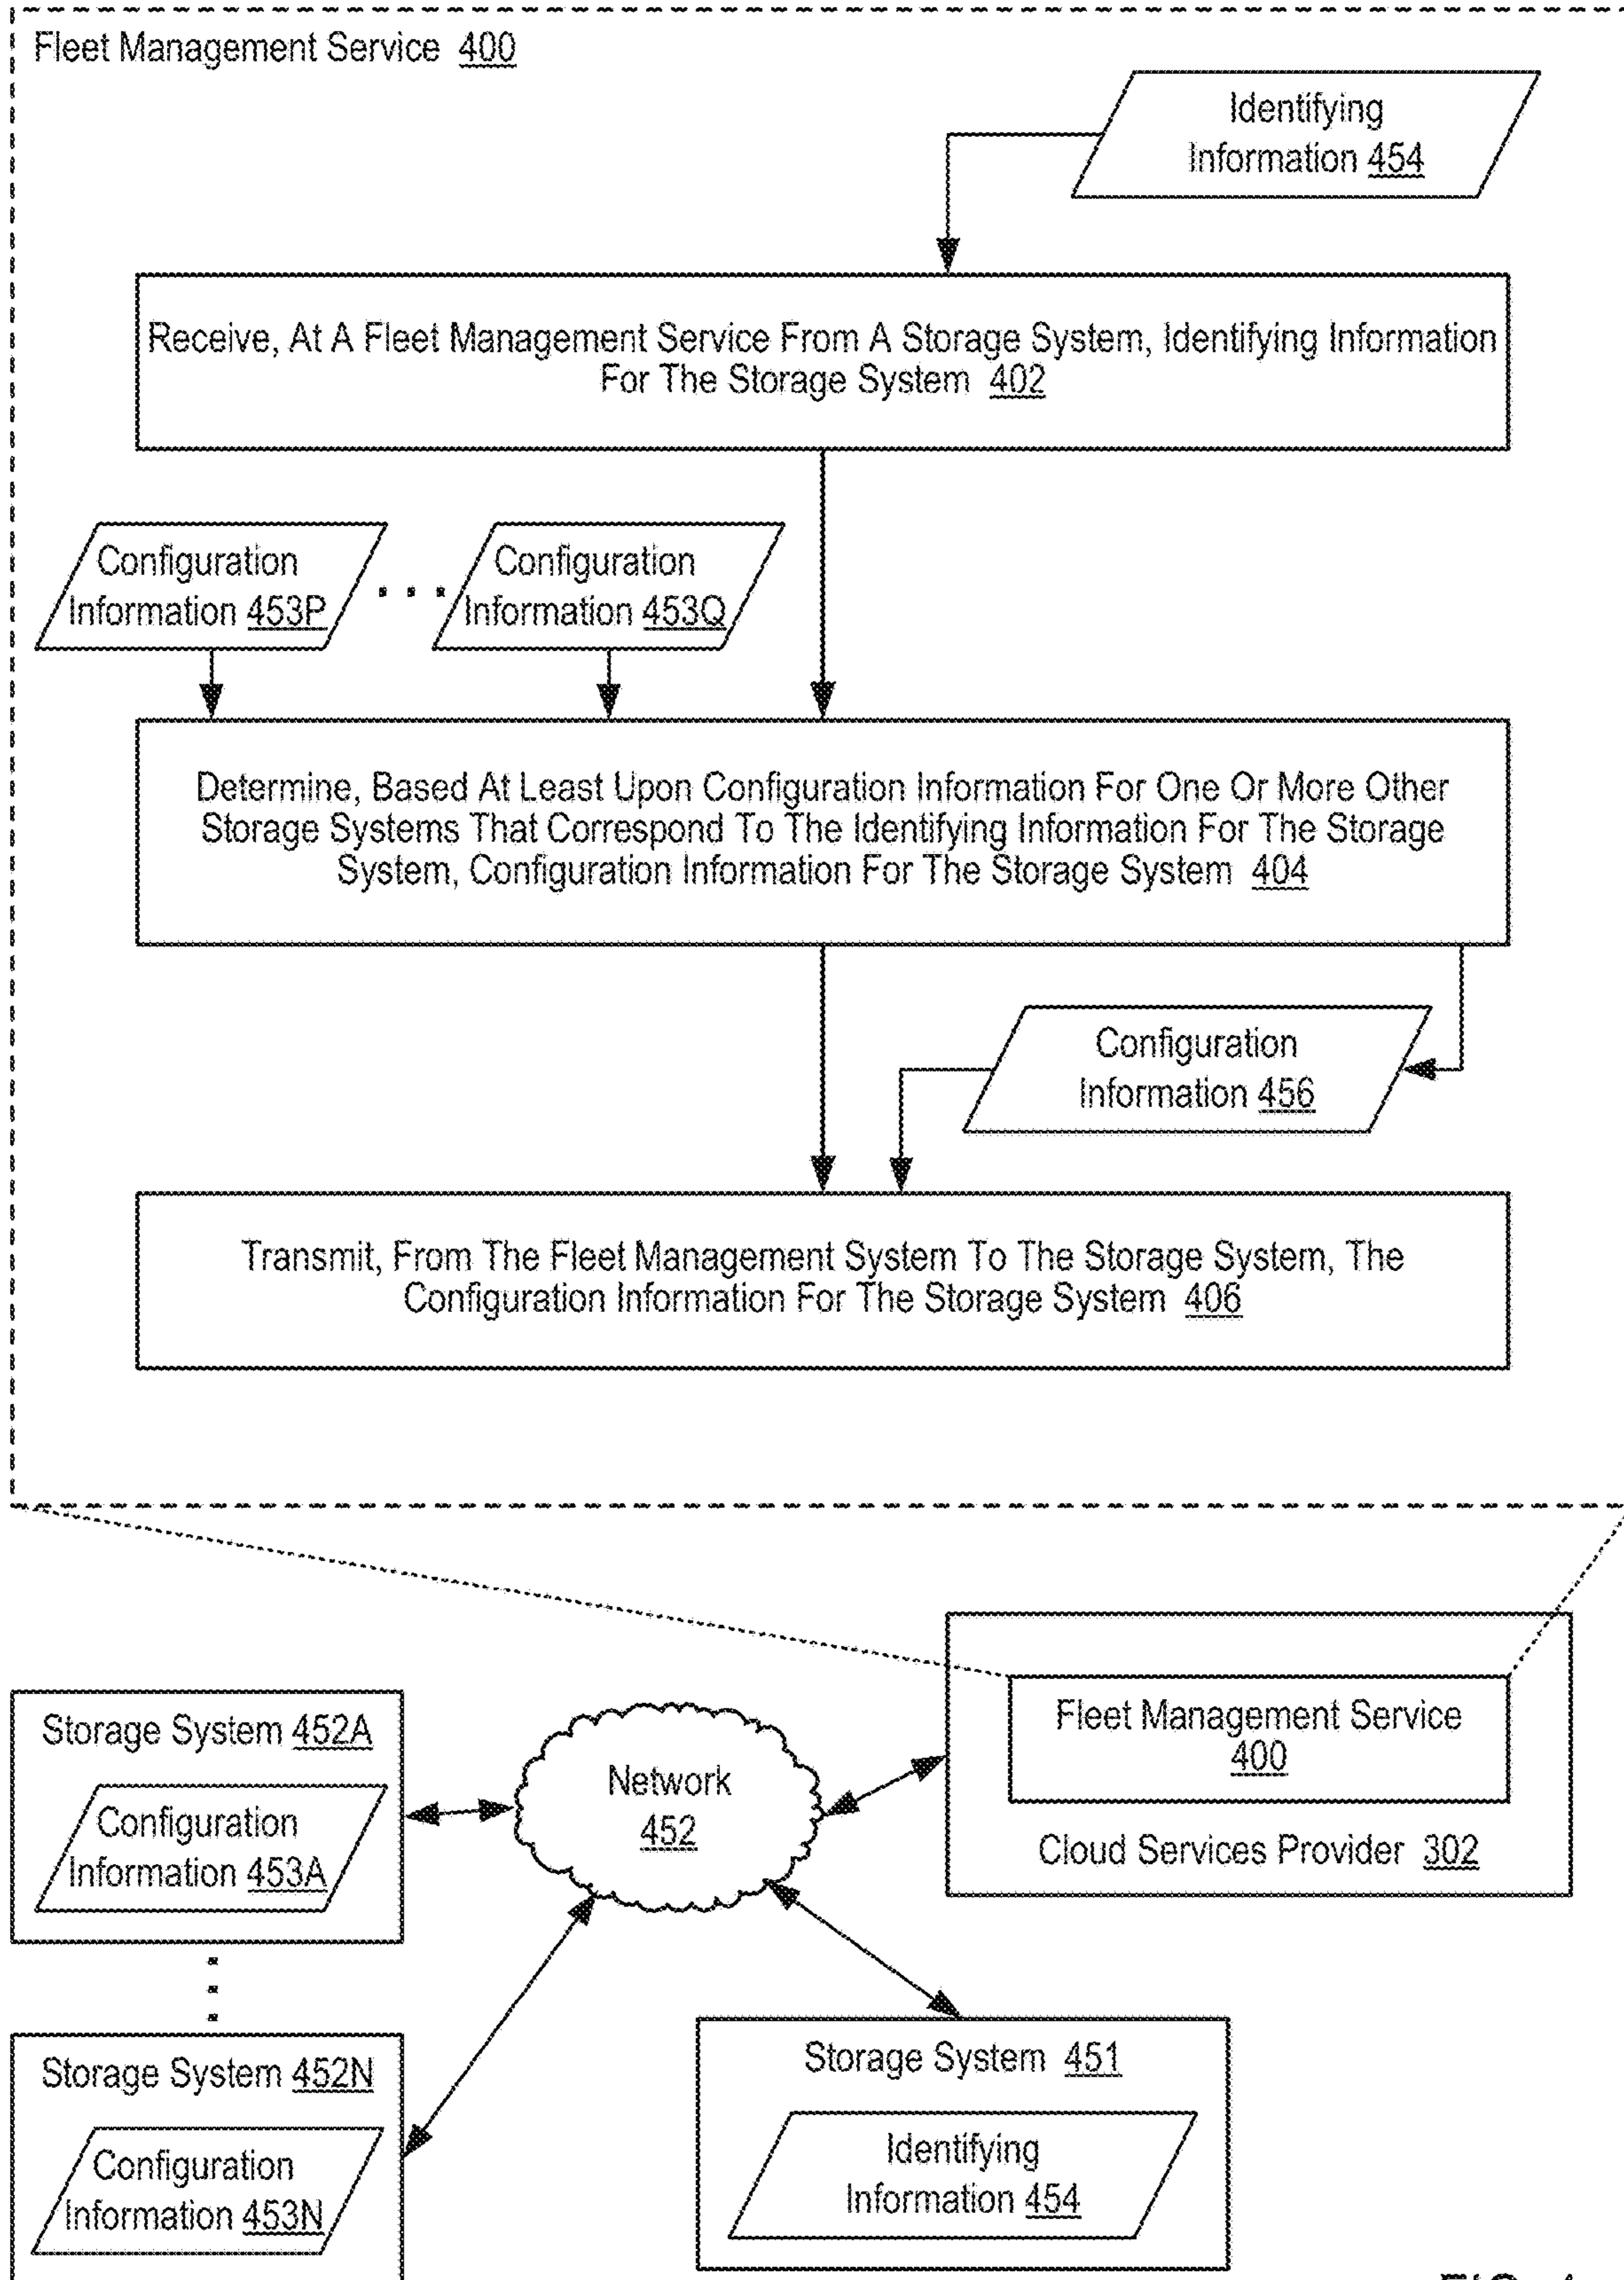 Fleet Management Service 400
Identifying
Information 454
Receive, At A Fleet Management Service From A Storage System, Identifying Information
For The Storage System 402
Configuration
Information 453P
. . .
Configuration
Information 453Q
Determine, Based At Least Upon Configuration Information For One Or More Other
Storage Systems That Correspond To The Identifying Information For The Storage
System, Configuration Information For The Storage System 404
Configuration
Information 456
Transmit, From The Fleet Management System To The Storage System, The
Configuration Information For The Storage System 406
Storage System 452A
Configuration
Information 453A
Network
452
Fleet Management Service
400
Cloud Services Provider 302
Storage System 452N
Configuration
Information 453N
Storage System 451
Identifying
Information 454